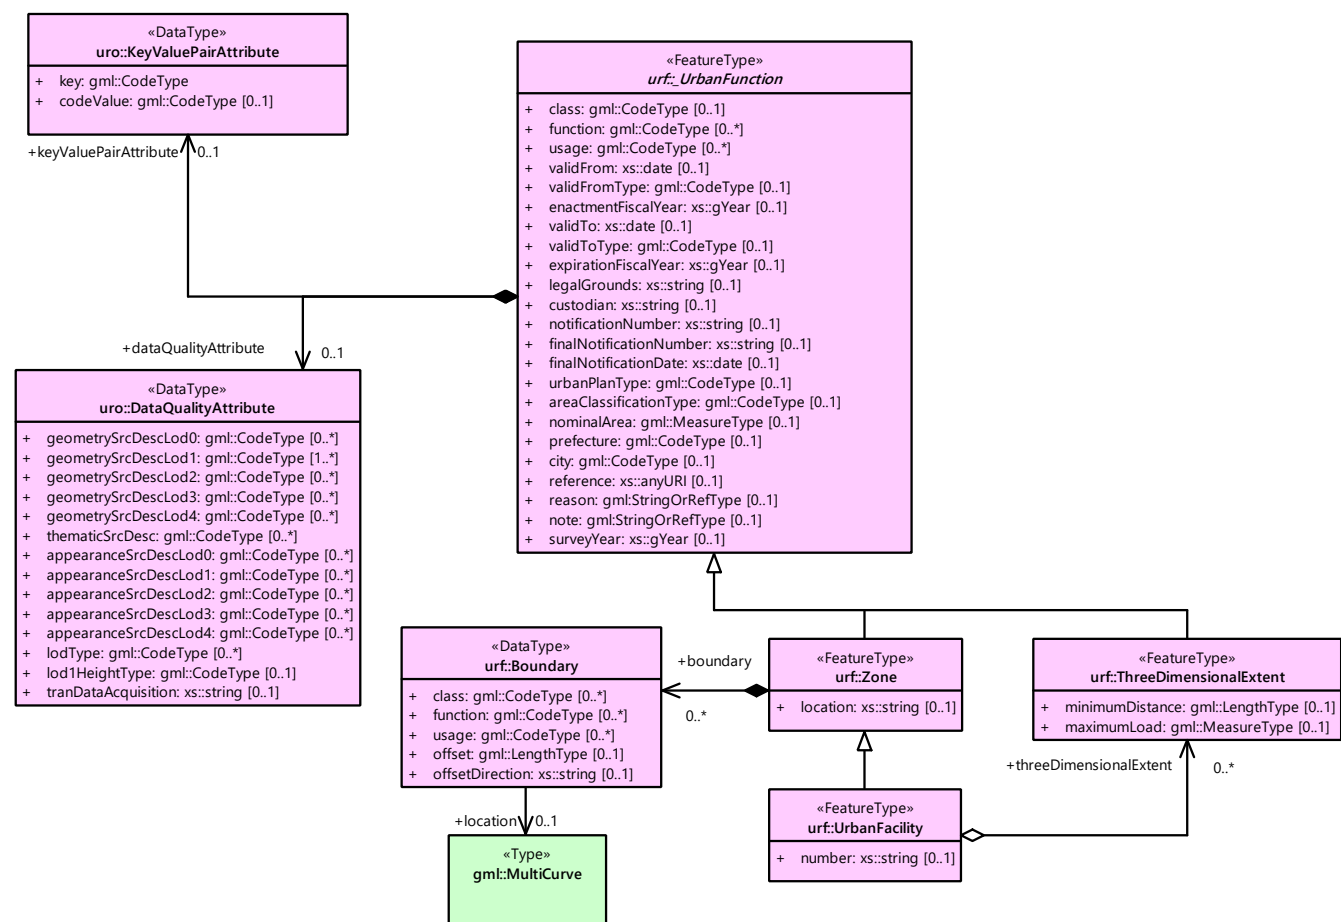 «DataType»
uro::KeyValuePairAttribute
+ key: gml::CodeType
+ codeValue: gml::CodeType [0..1]
+keyValuePairAttribute 0..1
«FeatureType»
urf::_UrbanFunction
+ class: gml::CodeType [0..1]
+ function: gml::CodeType [0..*]
+ usage: gml::CodeType [0..*]
+ validFrom: xs::date [0..1]
+ validFromType: gml::CodeType [0..1]
+ enactmentFiscalYear: xs::gYear [0..1]
+ validTo: xs::date [0..1]
+ validToType: gml::CodeType [0..1]
+ expirationFiscalYear: xs::gYear [0..1]
+ legalGrounds: xs::string [0..1]
+ custodian: xs::string [0..1]
+ notificationNumber: xs::string [0..1]
+ finalNotificationNumber: xs::string [0..1]
+ finalNotificationDate: xs::date [0..1]
+ urbanPlanType: gml::CodeType [0..1]
+ areaClassificationType: gml::CodeType [0..1]
+ nominalArea: gml::MeasureType [0..1]
+ prefecture: gml::CodeType [0..1]
+ city: gml::CodeType [0..1]
+ reference: xs::anyURI [0..1]
+ reason: gml:StringOrRefType [0..1]
+ note: gml:StringOrRefType [0..1]
+ surveyYear: xs::gYear [0..1]
+dataQualityAttribute 0..1
«DataType»
uro::DataQualityAttribute
+ geometrySrcDescLod0: gml::CodeType [0..*]
+ geometrySrcDescLod1: gml::CodeType [1..*]
+ geometrySrcDescLod2: gml::CodeType [0..*]
+ geometrySrcDescLod3: gml::CodeType [0..*]
+ geometrySrcDescLod4: gml::CodeType [0..*]
+ thematicSrcDesc: gml::CodeType [0..*]
+ appearanceSrcDescLod0: gml::CodeType [0..*]
+ appearanceSrcDescLod1: gml::CodeType [0..*]
+ appearanceSrcDescLod2: gml::CodeType [0..*]
+ appearanceSrcDescLod3: gml::CodeType [0..*]
+ appearanceSrcDescLod4: gml::CodeType [0..*]
+ lodType: gml::CodeType [0..*]
+ lod1HeightType: gml::CodeType [0..1]
+ tranDataAcquisition: xs::string [0..1]
«DataType»
urf::Boundary
+ class: gml::CodeType [0..*]
+ function: gml::CodeType [0..*]
+ usage: gml::CodeType [0..*]
+ offset: gml::LengthType [0..1]
+ offsetDirection: xs::string [0..1]
+boundary
0..*
«FeatureType»
urf::Zone
+ location: xs::string [0..1]
«FeatureType»
urf::ThreeDimensionalExtent
+ minimumDistance: gml::LengthType [0..1]
+ maximumLoad: gml::MeasureType [0..1]
+threeDimensionalExtent 0..*
«FeatureType»
urf::UrbanFacility
+ number: xs::string [0..1]
+location 0..1
«Type»
gml::MultiCurve